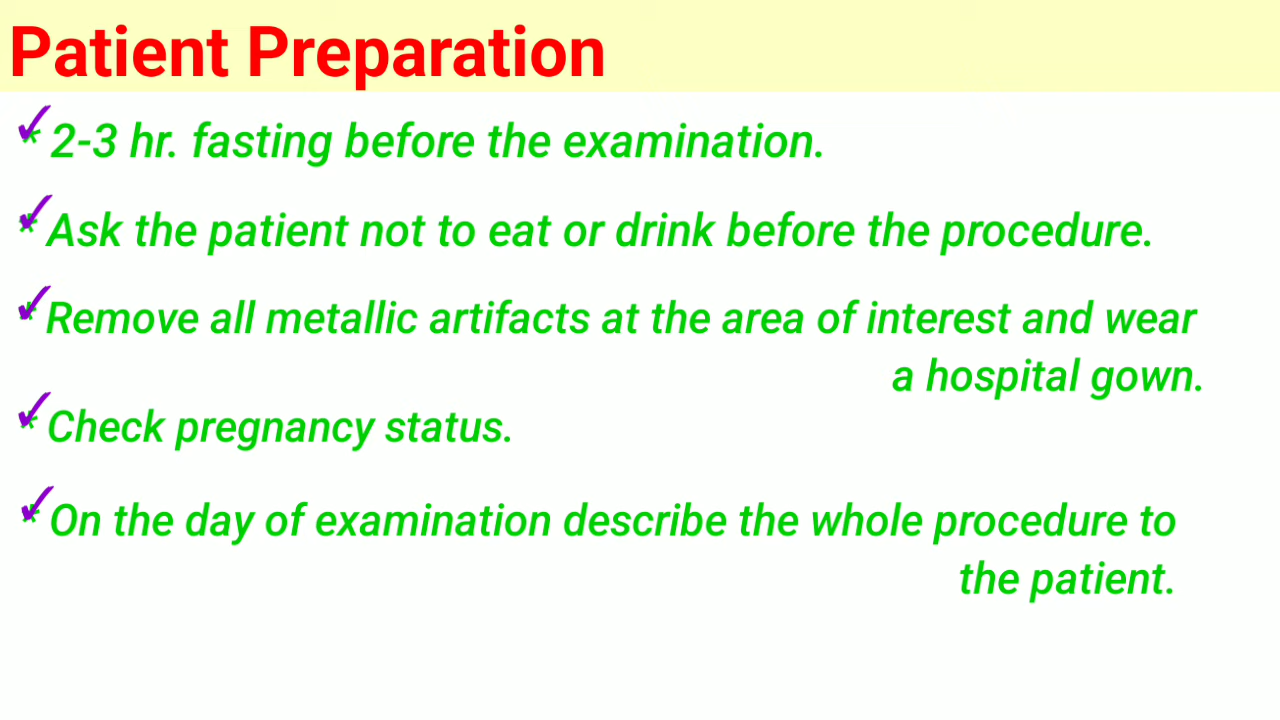 Patient Preparation
✓* 2-3 hr. fasting before the examination.
✓* Ask the patient not to eat or drink before the procedure.
✓* Remove all metallic artifacts at the area of interest and wear
a hospital gown.
✓* Check pregnancy status.
✓* On the day of examination describe the whole procedure to
the patient.